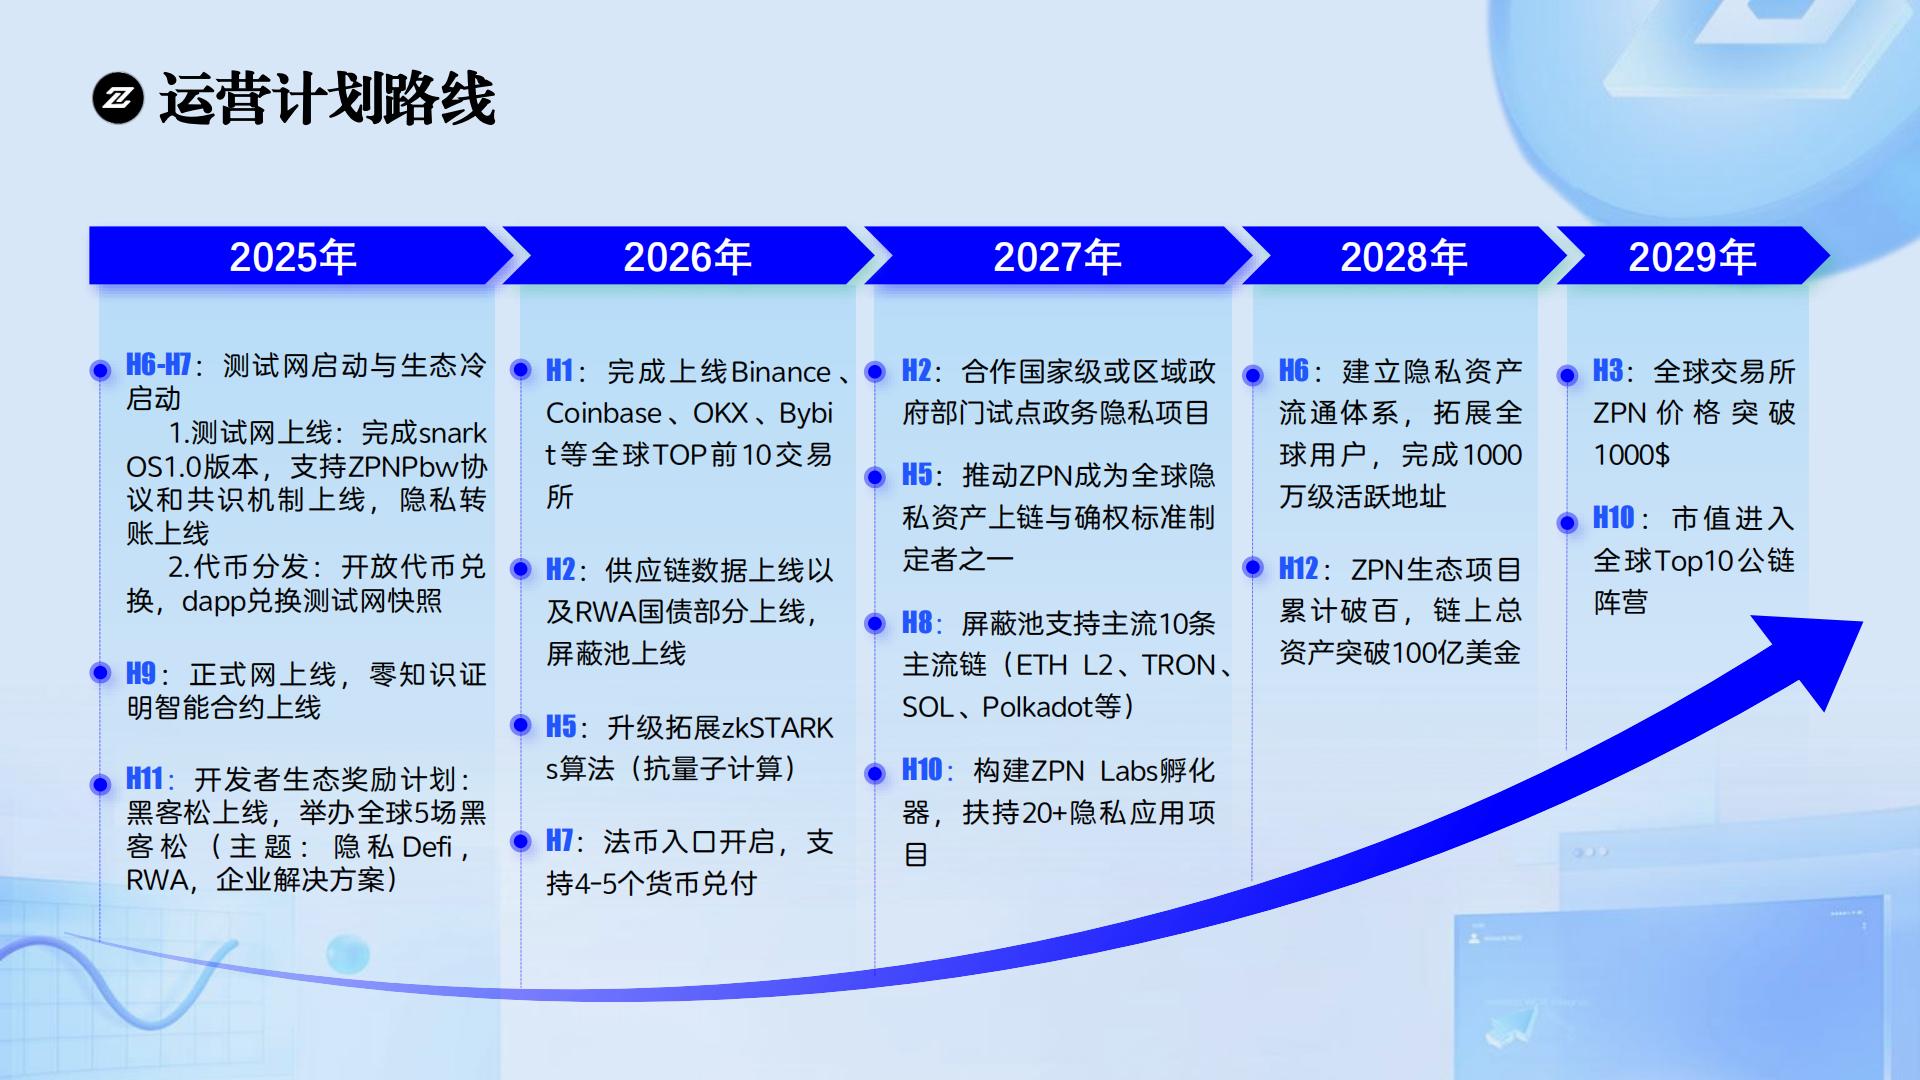 运营计划路线
2025年
2026年
2027年
2028年
2029年
H6-H7：测试网启动与生态冷
启动
1.测试网上线：完成snark
OS1.0版本，支持ZPNPbw协
议和共识机制上线，隐私转
账上线
2.代币分发：开放代币兑
换，dapp兑换测试网快照
H9：正式网上线，零知识证
明智能合约上线
H11：开发者生态奖励计划：
黑客松上线，举办全球5场黑
客松（主题：隐私Defi，
RWA，企业解决方案）
H1：完成上线Binance、
Coinbase、OKX、Bybi
t等全球TOP前10交易
所
H2：供应链数据上线以
及RWA国债部分上线，
屏蔽池上线
H5：升级拓展zkSTARK
s算法（抗量子计算）
H7：法币入口开启，支
持4-5个货币兑付
H2：合作国家级或区域政
府部门试点政务隐私项目
H5：推动ZPN成为全球隐
私资产上链与确权标准制
定者之一
H8：屏蔽池支持主流10条
主流链（ETH L2、TRON、
SOL、Polkadot等）
H10：构建ZPN Labs孵化
器，扶持20+隐私应用项
目
H6：建立隐私资产
流通体系，拓展全
球用户，完成1000
万级活跃地址
H12：ZPN生态项目
累计破百，链上总
资产突破100亿美金
H3：全球交易所
ZPN价格突破
1000$
H10：市值进入
全球Top10公链
阵营